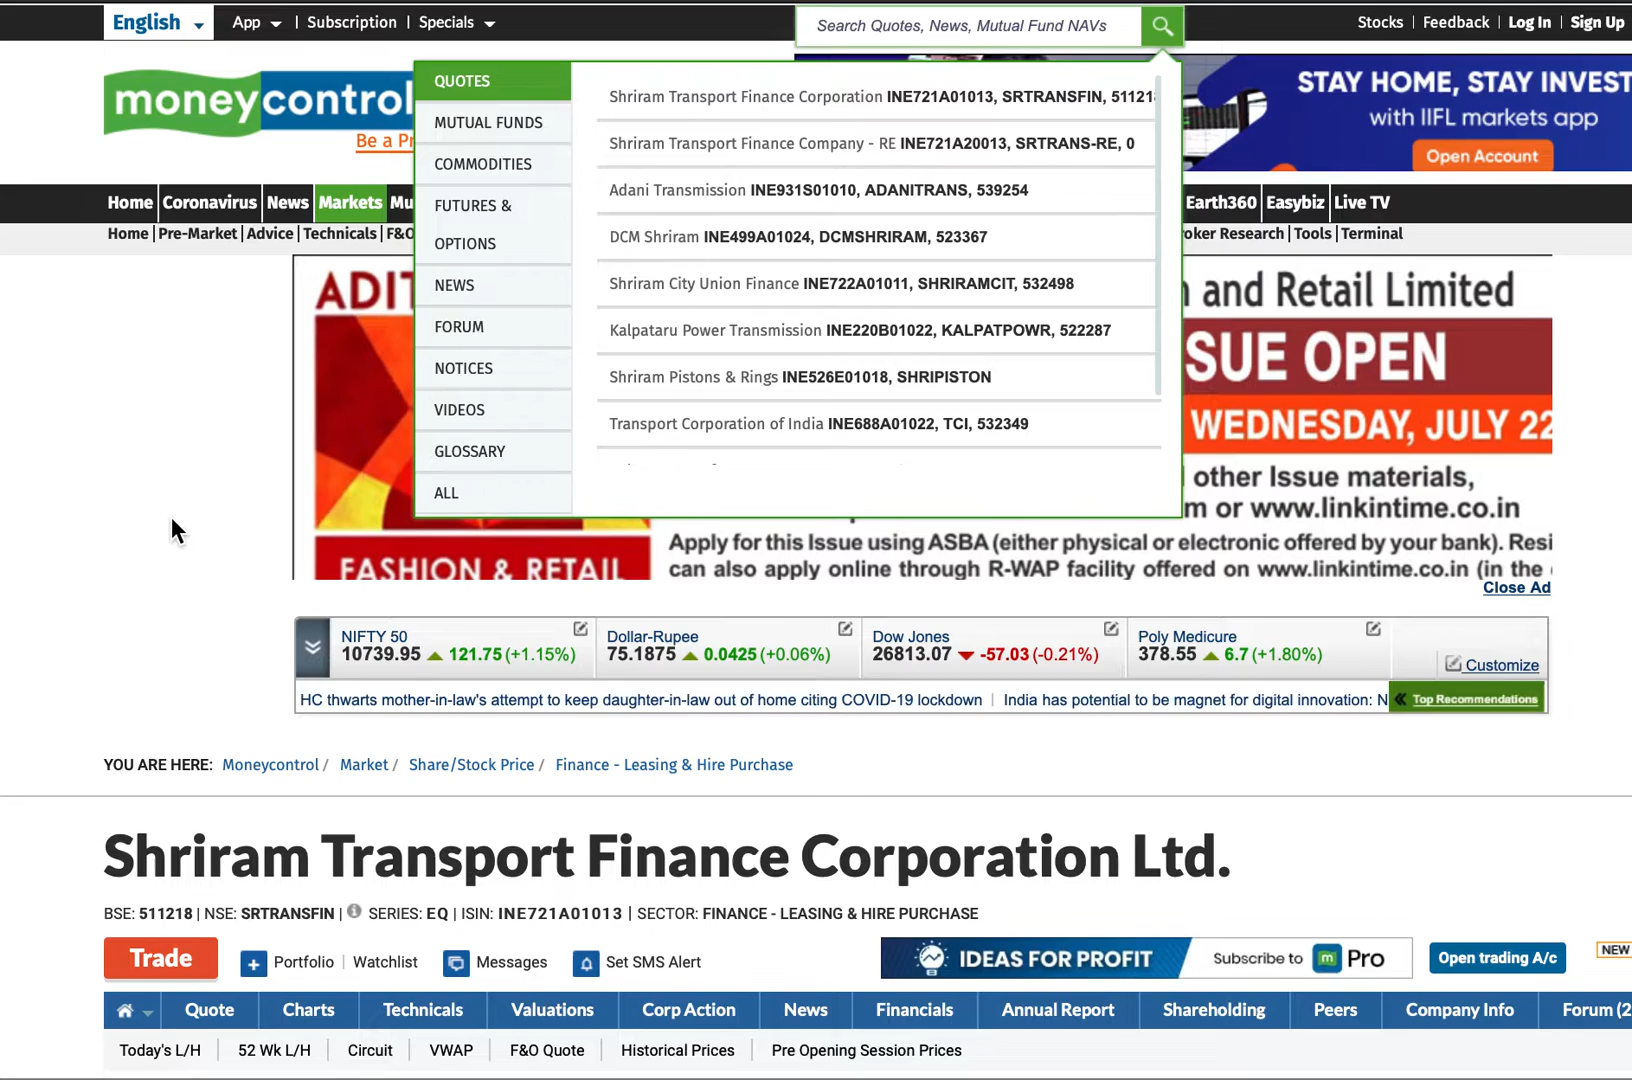 English App | Subscription | Specials
Search Quotes, News, Mutual Fund NAVs
Stocks | Feedback | Log In | Sign Up
moneycontrol
Be a Pr
STAY HOME, STAY INVEST
with IIFL markets app
Open Account
QUOTES
MUTUAL FUNDS
COMMODITIES
FUTURES &
OPTIONS
NEWS
FORUM
NOTICES
VIDEOS
GLOSSARY
ALL
Shriram Transport Finance Corporation INE721A01013, SRTRANSFIN, 511218
Shriram Transport Finance Company - RE INE721A20013, SRTRANS-RE, 0
Adani Transmission INE931S01010, ADANITRANS, 539254
DCM Shriram INE499A01024, DCMSHRIRAM, 523367
Shriram City Union Finance INE722A01011, SHRIRAMCIT, 532498
Kalpataru Power Transmission INE220B01022, KALPATPOWR, 522287
Shriram Pistons & Rings INE526E01018, SHRIPISTON
Transport Corporation of India INE688A01022, TCI, 532349
Home Coronavirus News Markets Mu
Earth360 Easybiz Live TV
Home | Pre-Market | Advice | Technicals | F&O
roker Research | Tools | Terminal
ADIT
n and Retail Limited
SSUE OPEN
WEDNESDAY, JULY 22
other Issue materials,
m or www.linkintime.co.in
FASHION & RETAIL
Apply for this Issue using ASBA (either physical or electronic offered by your bank). Resi
can also apply online through R-WAP facility offered on www.linkintime.co.in (in the
Close Ad
NIFTY 50
10739.95 121.75 (+1.15%)
Dollar-Rupee
75.1875 0.0425 (+0.06%)
Dow Jones
26813.07 -57.03 (-0.21%)
Poly Medicure
378.55 6.7 (+1.80%)
Customize
HC thwarts mother-in-law's attempt to keep daughter-in-law out of home citing COVID-19 lockdown | India has potential to be magnet for digital innovation: N
Top Recommendations
YOU ARE HERE: Moneycontrol / Market / Share/Stock Price / Finance - Leasing & Hire Purchase
Shriram Transport Finance Corporation Ltd.
BSE: 511218 | NSE: SRTRANSFIN | SERIES: EQ | ISIN: INE721A01013 | SECTOR: FINANCE - LEASING & HIRE PURCHASE
Trade + Portfolio | Watchlist Messages Set SMS Alert
IDEAS FOR PROFIT Subscribe to m Pro
Open trading A/c
NEW
Quote Charts Technicals Valuations Corp Action News Financials Annual Report Shareholding Peers Company Info Forum (2
Today's L/H | 52 Wk L/H | Circuit | VWAP | F&O Quote | Historical Prices | Pre Opening Session Prices